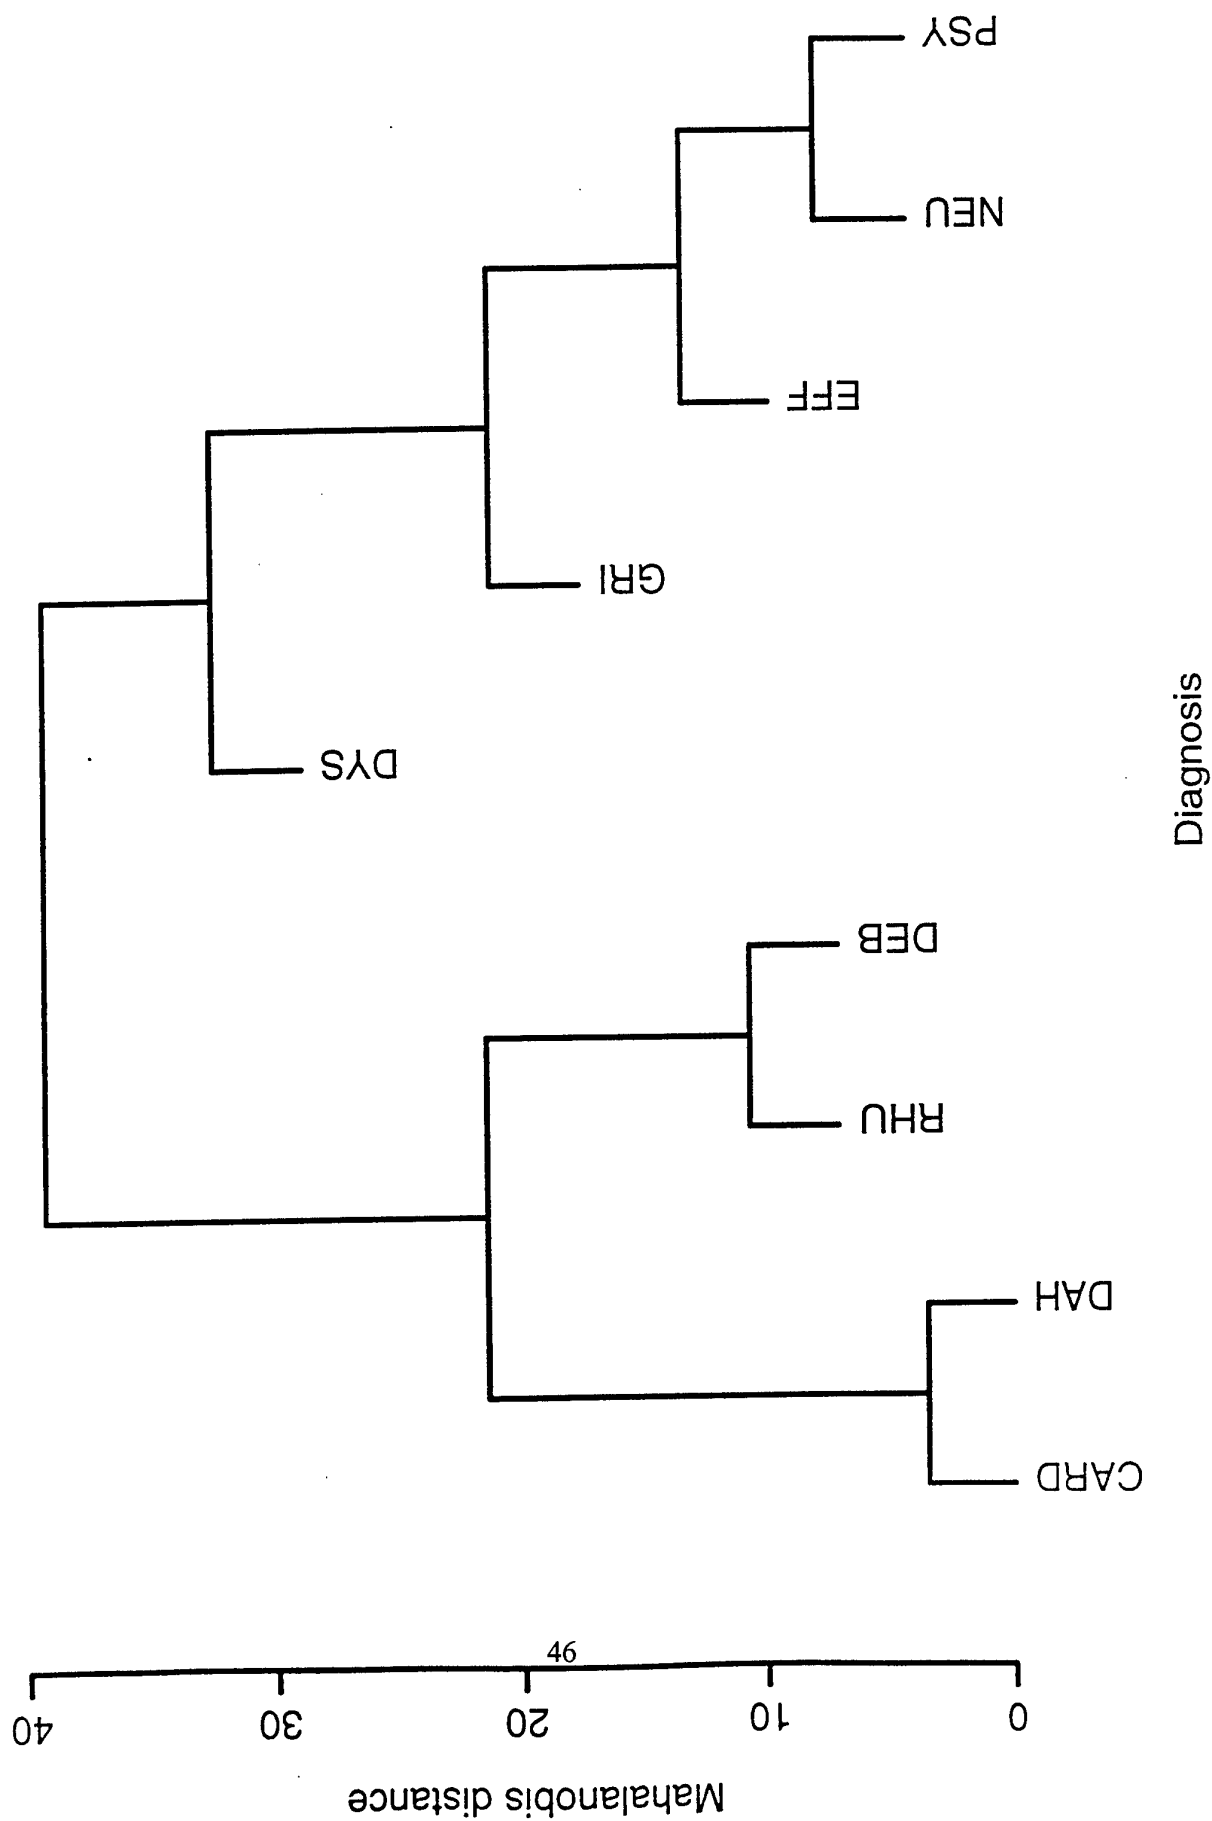 PSY
NEU
EFF
GRI
DYS
DEB
RHU
DAH
CARD
Diagnosis
46
40
30
20
10
0
Mahalanobis distance